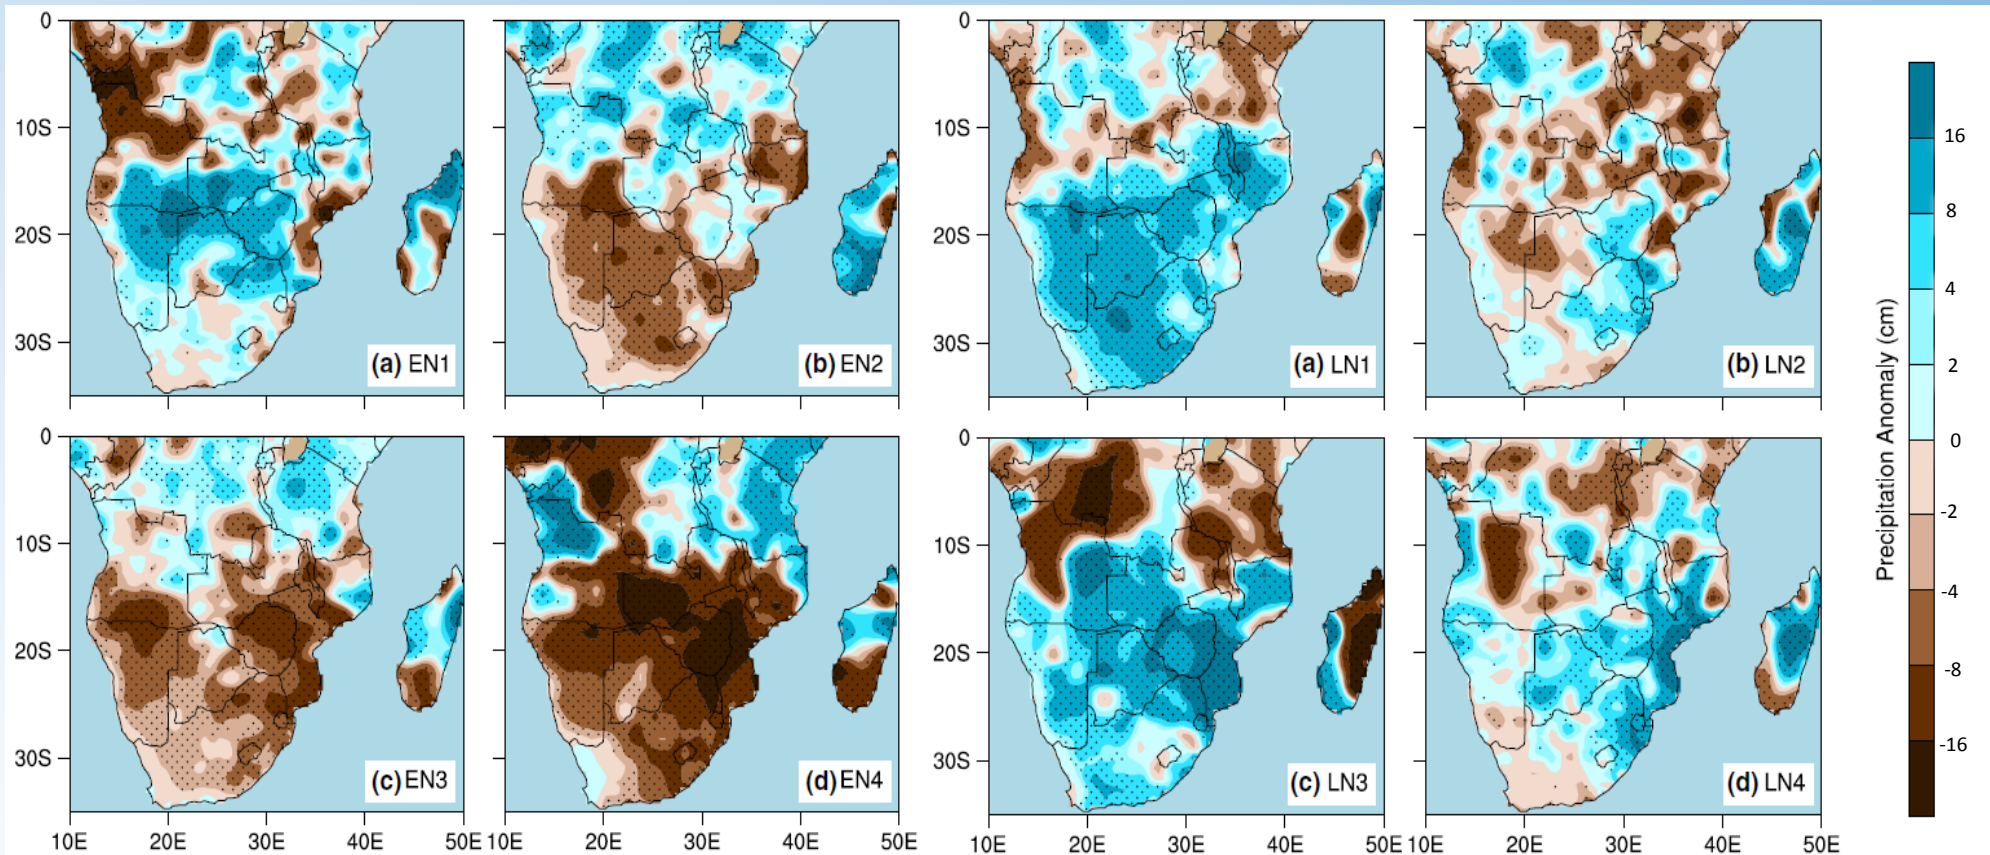 0
10S
20S
30S
(a) EN1
(b) EN2
0
10S
20S
30S
(a) LN1
(b) LN2
0
10S
20S
30S
10E 20E 30E 40E 50E
(c) EN3
10E 20E 30E 40E 50E
(d) EN4
0
10S
20S
30S
10E 20E 30E 40E 50E
(c) LN3
10E 20E 30E 40E 50E
(d) LN4
Precipitation Anomaly (cm)
16
8
4
2
0
-2
-4
-8
-16